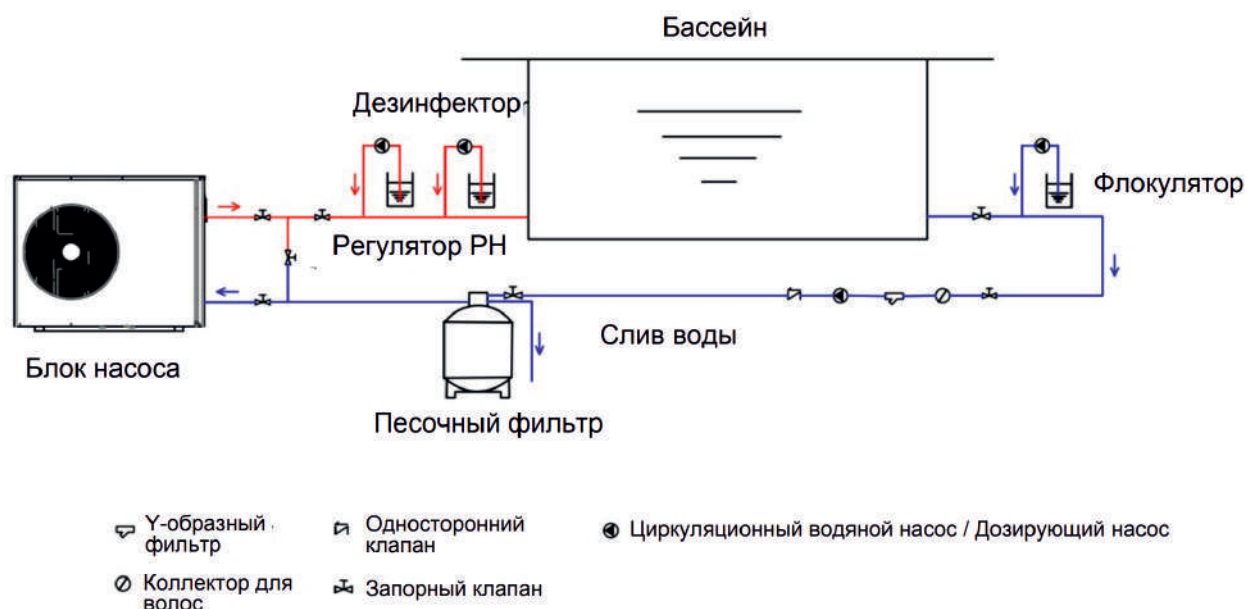 Бассейн
Дезинфектор
Флокулятор
Регулятор PH
Блок насоса
Слив воды
Песочный фильтр
Y-образный
фильтр
Односторонний
клапан
Циркуляционный водяной насос / Дозирующий насос
Коллектор для
волос
Запорный клапан